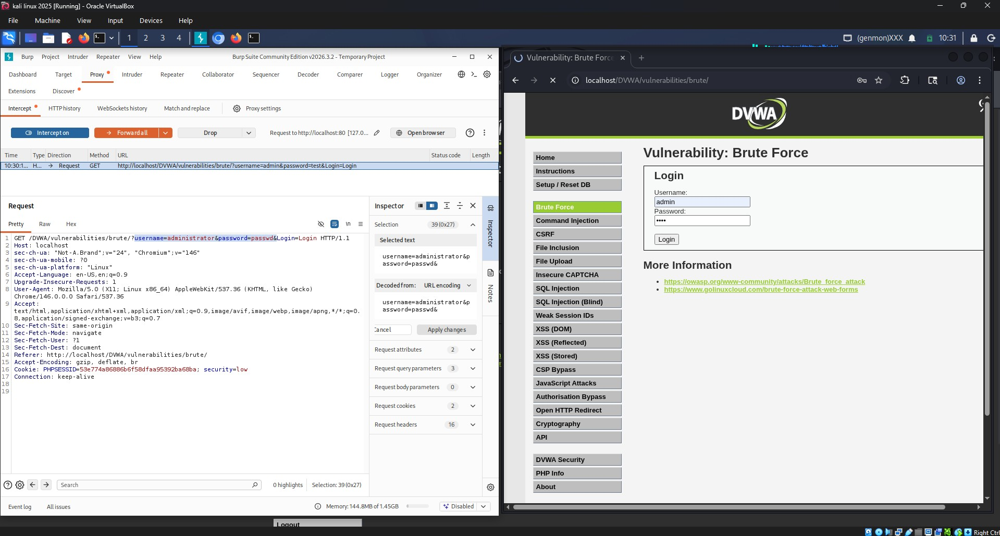 kali linux 2025 [Running] - Oracle VirtualBox
File Machine View Input Devices Help
1 2 3 4 (genmon)XXX 10:31
Burp Project Intruder Repeater View Help Burp Suite Community Edition v2026.3.2 - Temporary Project
Dashboard Target Proxy Intruder Repeater Collaborator Sequencer Decoder Comparer Logger Organizer
Extensions Discover
Intercept HTTP history WebSockets history Match and replace Proxy settings
Intercept on Forward all Drop Request to http://localhost:80 [127.0... Open browser
Time Type Direction Method URL Status code Length
10:30:1... H... Request GET http://localhost/DVWA/vulnerabilities/brute/?username=admin&password=test&Login=Login
Request
Pretty Raw Hex \n
1 GET /DVWA/vulnerabilities/brute/?username=administrator&password=passwd&Login=Login HTTP/1.1
2 Host: localhost
3 sec-ch-ua: "Not-A.Brand";v="24", "Chromium";v="146"
4 sec-ch-ua-mobile: ?0
5 sec-ch-ua-platform: "Linux"
6 Accept-Language: en-US,en;q=0.9
7 Upgrade-Insecure-Requests: 1
8 User-Agent: Mozilla/5.0 (X11; Linux x86_64) AppleWebKit/537.36 (KHTML, like Gecko)
Chrome/146.0.0.0 Safari/537.36
9 Accept:
text/html,application/xhtml+xml,application/xml;q=0.9,image/avif,image/webp,image/apng,*/*;q=0.
8,application/signed-exchange;v=b3;q=0.7
10 Sec-Fetch-Site: same-origin
11 Sec-Fetch-Mode: navigate
12 Sec-Fetch-User: ?1
13 Sec-Fetch-Dest: document
14 Referer: http://localhost/DVWA/vulnerabilities/brute/
15 Accept-Encoding: gzip, deflate, br
16 Cookie: PHPSESSID=53e774a86886b6f58dfaa95392ba68ba; security=low
17 Connection: keep-alive
18
19
Inspector
Selection 39 (0x27)
Selected text
username=administrator&p
assword=passwd&
Decoded from: URL encoding
username=administrator&p
assword=passwd&
Cancel Apply changes
Request attributes 2
Request query parameters 3
Request body parameters 0
Request cookies 2
Request headers 16
Inspector
Notes
Search 0 highlights Selection: 39 (0x27)
Event log All issues Memory: 144.8MB of 1.45GB Disabled
Logout
Vulnerability: Brute Force
localhost/DVWA/vulnerabilities/brute/
DVWA
Home
Instructions
Setup / Reset DB
Brute Force
Command Injection
CSRF
File Inclusion
File Upload
Insecure CAPTCHA
SQL Injection
SQL Injection (Blind)
Weak Session IDs
XSS (DOM)
XSS (Reflected)
XSS (Stored)
CSP Bypass
JavaScript Attacks
Authorisation Bypass
Open HTTP Redirect
Cryptography
API
DVWA Security
PHP Info
About
Vulnerability: Brute Force
Login
Username:
admin
Password:
••••
Login
More Information
• https://owasp.org/www-community/attacks/Brute_force_attack
• https://www.golinuxcloud.com/brute-force-attack-web-forms
Right Ctrl